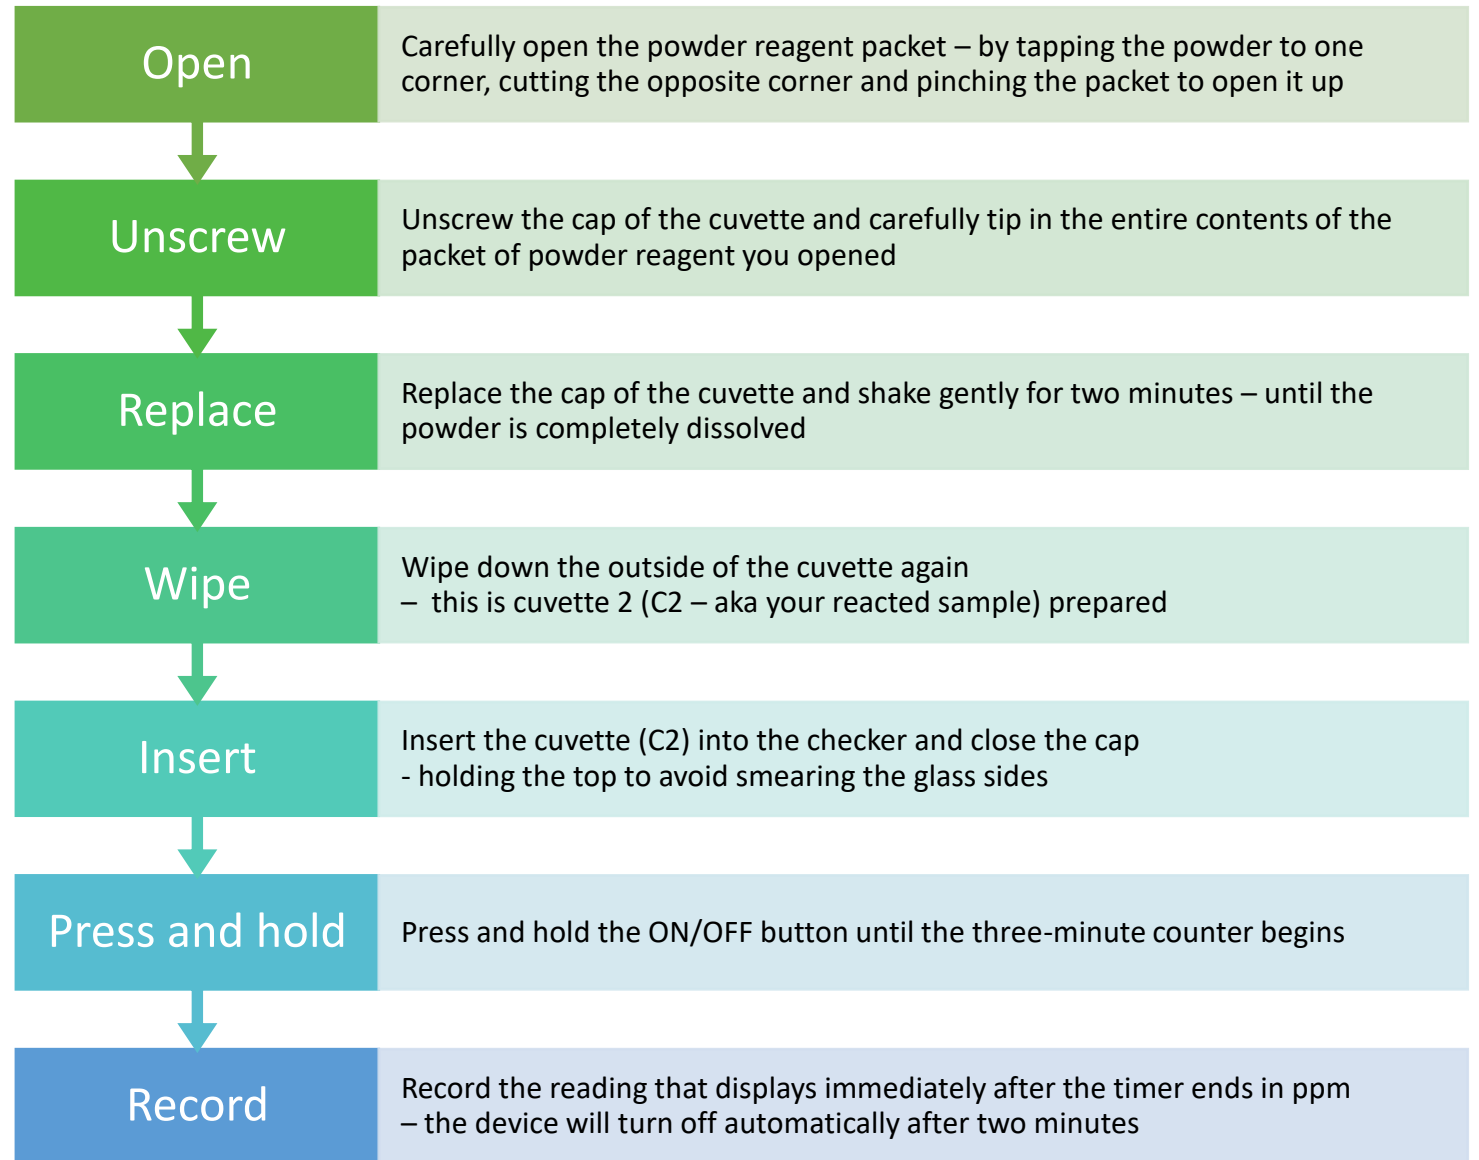 Open
Carefully open the powder reagent packet – by tapping the powder to one
corner, cutting the opposite corner and pinching the packet to open it up
Unscrew
Unscrew the cap of the cuvette and carefully tip in the entire contents of the
packet of powder reagent you opened
Replace
Replace the cap of the cuvette and shake gently for two minutes – until the
powder is completely dissolved
Wipe
Wipe down the outside of the cuvette again
– this is cuvette 2 (C2 – aka your reacted sample) prepared
Insert
Insert the cuvette (C2) into the checker and close the cap
- holding the top to avoid smearing the glass sides
Press and hold
Press and hold the ON/OFF button until the three-minute counter begins
Record
Record the reading that displays immediately after the timer ends in ppm
– the device will turn off automatically after two minutes